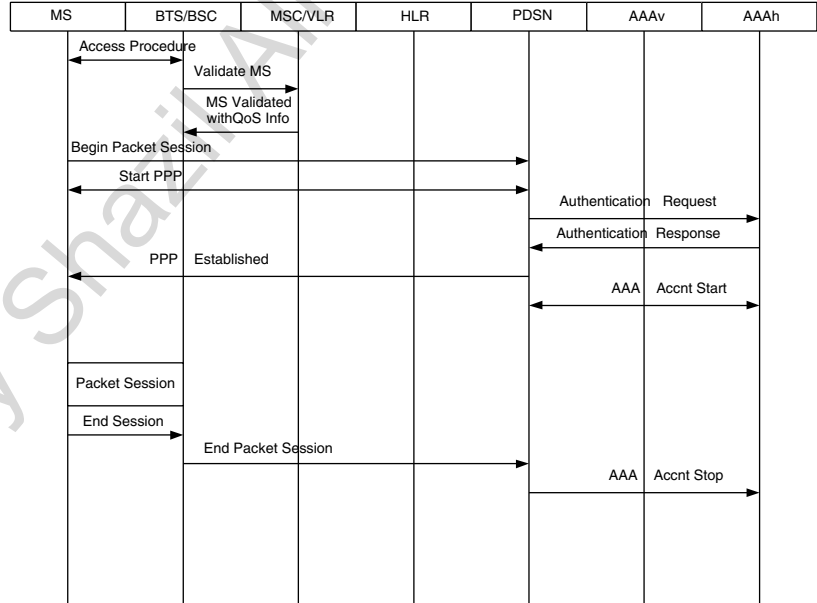 MS BTS/BSC MSC/VLR HLR PDSN AAAv AAAh
Access Procedure
Validate MS
MS Validated
withQoS Info
Begin Packet Session
Start PPP
Authentication Request
Authentication Response
PPP Established
AAA Accnt Start
Packet Session
End Session
End Packet Session
AAA Accnt Stop
y Shazil Ali